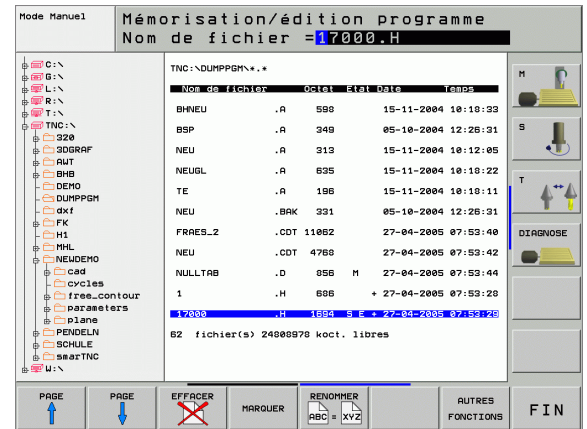 Mode Manuel
Mémorisation/édition programme
Nom de fichier =17000.H
C:\
G:\
L:\
R:\
T:\
TNC:\
320
3DGRAF
AWT
BHB
DEMO
DUMPPGM
dxf
FK
H1
MHL
NEWDEMO
cad
cycles
free_contour
parameters
plane
PENDELN
SCHULE
smarTNC
W:\
TNC:\DUMPPGM\*.*
Nom de fichier Octet Etat Date Temps
BHNEU .A 598 15-11-2004 10:18:33
BSP .A 349 05-10-2004 12:26:31
NEU .A 313 15-11-2004 10:12:05
NEUGL .A 635 15-11-2004 10:18:22
TE .A 196 15-11-2004 10:18:11
NEU .BAK 331 05-10-2004 12:26:31
FRAES_2 .CDT 11062 27-04-2005 07:53:40
NEU .CDT 4768 27-04-2005 07:53:42
NULLTAB .D 856 M 27-04-2005 07:53:44
1 .H 686 + 27-04-2005 07:53:28
17000 .H 1694 S E + 27-04-2005 07:53:28
62 fichier(s) 24808978 koct. libres
M
S
T
DIAGNOSE
PAGE
PAGE
EFFACER
MARQUER
RENOMMER
ABC = XYZ
AUTRES
FONCTIONS
FIN